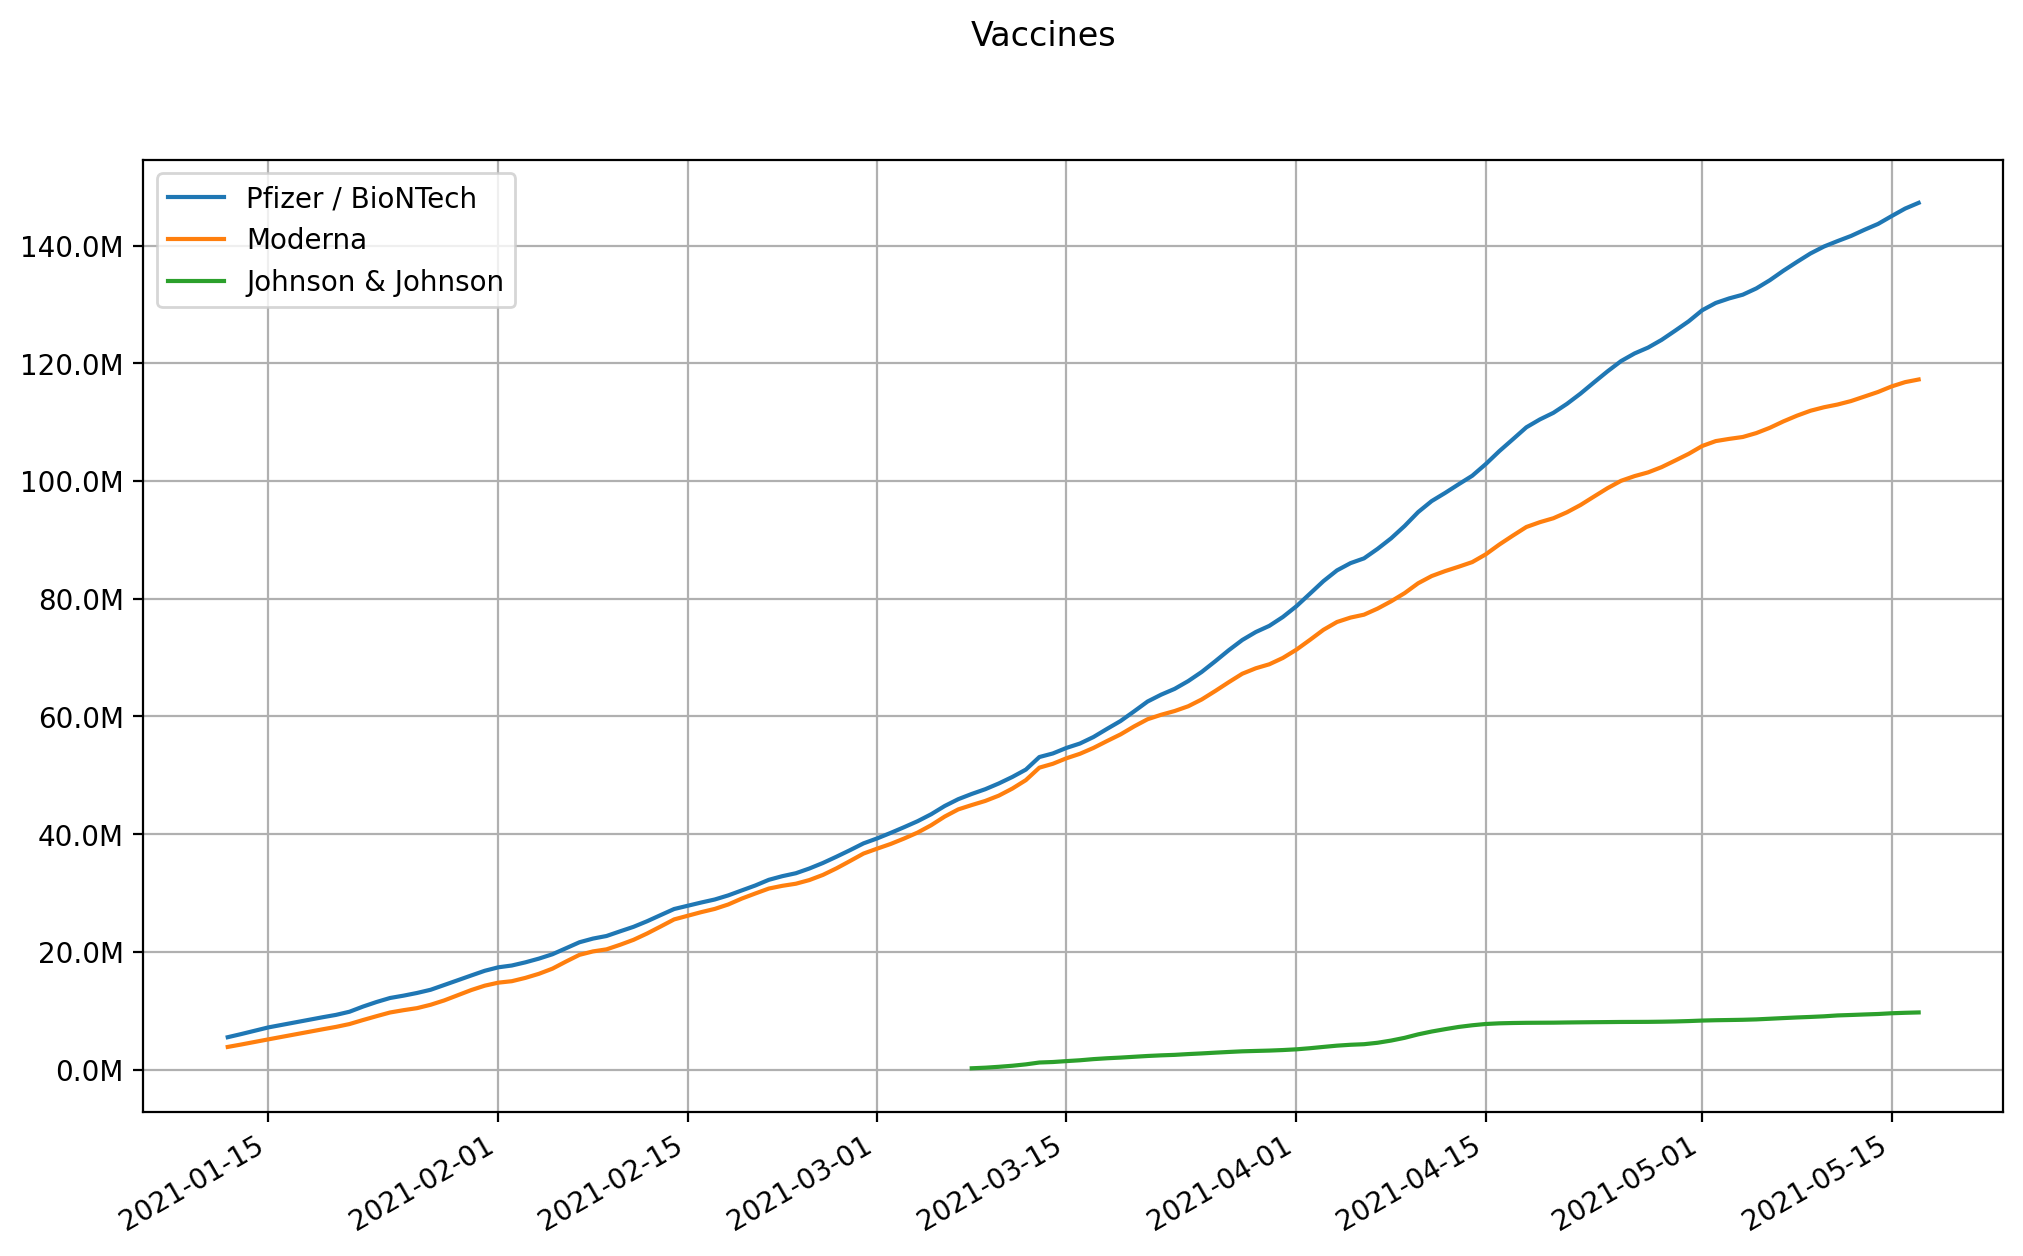 Vaccines
Pfizer / BioNTech
Moderna
Johnson & Johnson
140.0M
120.0M
100.0M
80.0M
60.0M
40.0M
20.0M
0.0M
2021-01-15
2021-02-01
2021-02-15
2021-03-01
2021-03-15
2021-04-01
2021-04-15
2021-05-01
2021-05-15